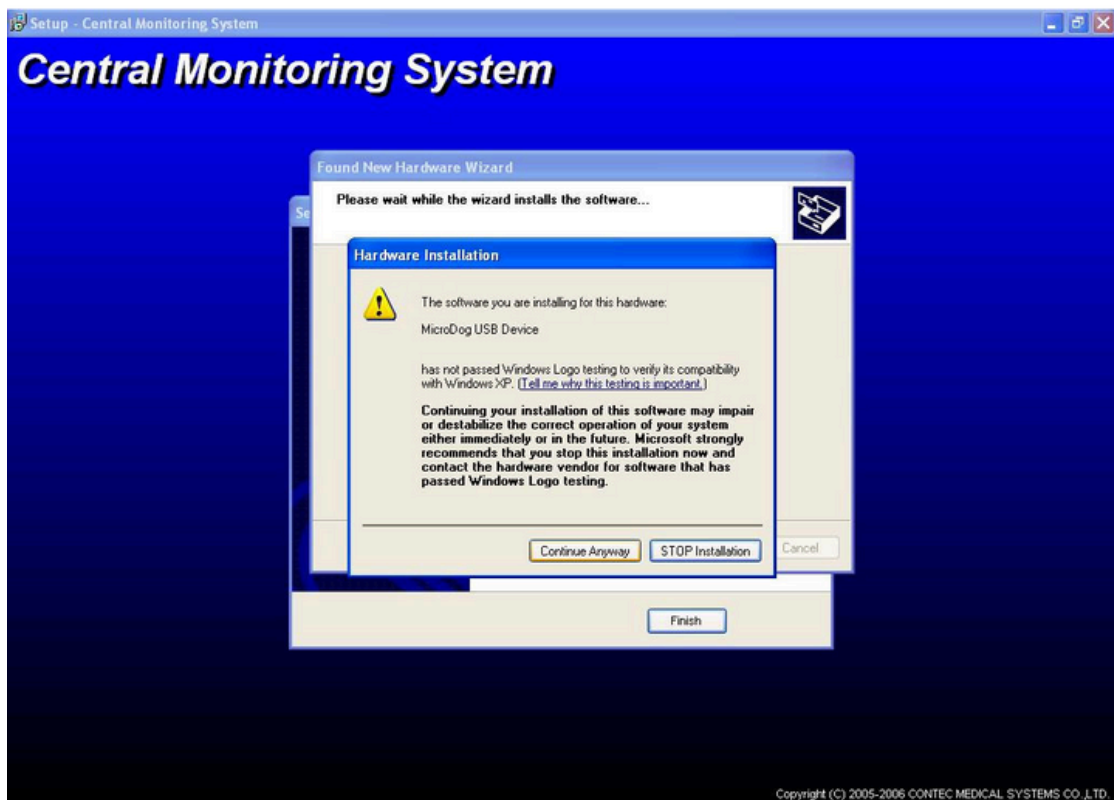 Setup - Central Monitoring System
Central Monitoring System
Found New Hardware Wizard
Please wait while the wizard installs the software...
Se
Hardware Installation
The software you are installing for this hardware:
MicroDog USB Device
has not passed Windows Logo testing to verify its compatibility
with Windows XP. (Tell me why this testing is important.)
Continuing your installation of this software may impair
or destabilize the correct operation of your system
either immediately or in the future. Microsoft strongly
recommends that you stop this installation now and
contact the hardware vendor for software that has
passed Windows Logo testing.
Continue Anyway
STOP Installation
Cancel
Finish
Copyright (C) 2005-2006 CONTEC MEDICAL SYSTEMS CO.,LTD.